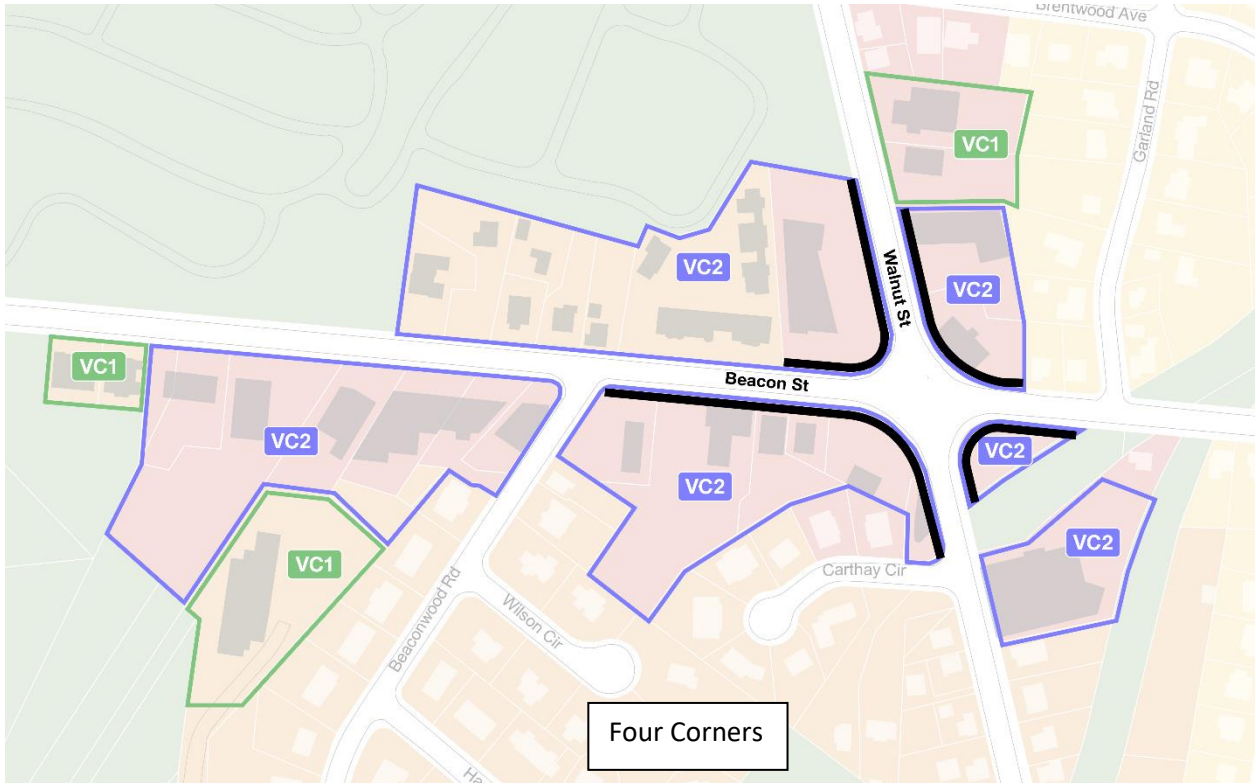 Brentwood Ave
VC1
Garland Rd
VC2
Walnut St
VC2
VC1
Beacon St
VC2
VC2
VC2
VC2
VC1
Carthay Cir
Beaconwood Rd
Wilson Cir
Four Corners
Ha